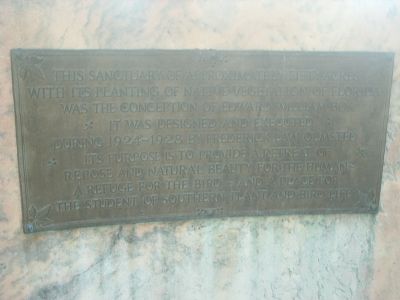 THIS SANCTUARY OF APPROXIMATELY FIFTY ACRES
WITH ITS PLANTING OF NATIVE VEGETATION OF FLORIDA
WAS THE CONCEPTION OF EDWARD WILLIAM BOK
IT WAS DESIGNED AND EXECUTED
DURING 1924-1928 BY FREDERICK LAW OLMSTED
ITS PURPOSE IS TO PROVIDE A RETREAT OF
REPOSE AND NATURAL BEAUTY FOR THE HUMAN
A REFUGE FOR THE BIRD AND A PLACE FOR
THE STUDENT OF SOUTHERN PLANT AND BIRD LIFE